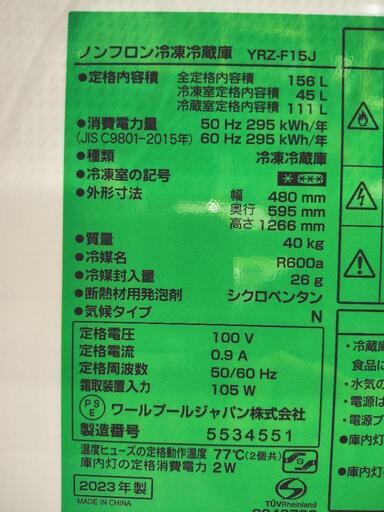 ノンフロン冷凍冷蔵庫 YRZ-F15J
●定格内容積 全定格内容積 156 L
冷凍室定格内容積 45 L
冷蔵室定格内容積 111 L
●消費電力量 50 Hz 295 kWh/年
(JIS C9801-2015年) 60 Hz 295 kWh/年
●種類 冷凍冷蔵庫
●冷凍室の記号
●外形寸法 幅 480 mm
奥行 595 mm
高さ 1266 mm
●質量 40 kg
●冷媒名 R600a
●冷媒封入量 26 g
●断熱材用発泡剤 シクロペンタン
●気候タイプ N
定格電圧 100 V
定格電流 0.9 A
定格周波数 50/60 Hz
霜取装置入力 105 W
PSE ワールプールジャパン株式会社
製造番号 5534551
温度ヒューズの定格動作温度 77℃(2個共)
庫内灯の定格消費電力 2W
2023年製
MADE IN CHINA
TÜVRheinland
・冷蔵庫
食品に
・水気の
・電源は
電源プ
・庫内灯